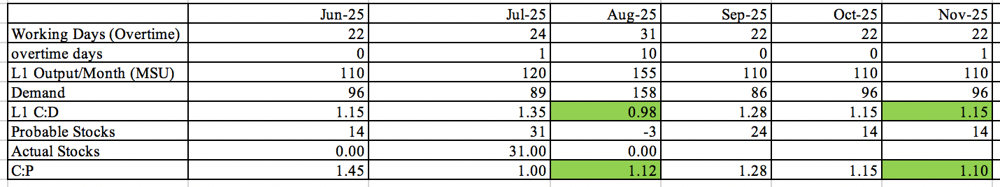 Jun-25 Jul-25 Aug-25 Sep-25 Oct-25 Nov-25
Working Days (Overtime) 22 24 31 22 22 22
overtime days 0 1 10 0 0 1
L1 Output/Month (MSU) 110 120 155 110 110 110
Demand 96 89 158 86 96 96
L1 C:D 1.15 1.35 0.98 1.28 1.15 1.15
Probable Stocks 14 31 -3 24 14 14
Actual Stocks 0.00 31.00 0.00
C:P 1.45 1.00 1.12 1.28 1.15 1.10